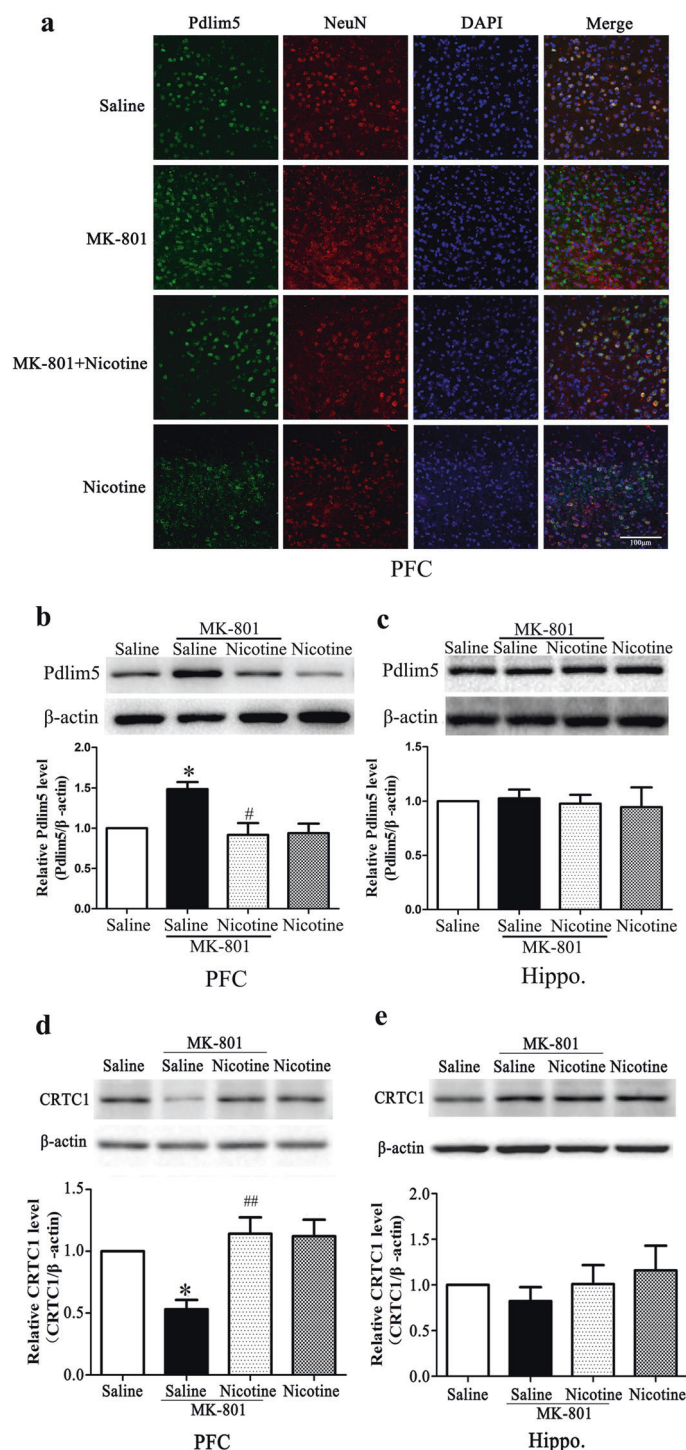 a
Pdlim5 NeuN DAPI Merge
Saline
MK-801
MK-801+Nicotine
Nicotine
100μm
PFC
b
MK-801
Saline Saline Nicotine Nicotine
Pdlim5
β-actin
Relative Pdlim5 level
(Pdlim5/β -actin)
2.0
1.5
1.0
0.5
0.0
*
#
Saline Saline Nicotine Nicotine
MK-801
PFC
c
MK-801
Saline Saline Nicotine Nicotine
Pdlim5
β-actin
Relative Pdlim5 level
(Pdlim5/β -actin)
1.5
1.0
0.5
0.0
Saline Saline Nicotine Nicotine
MK-801
Hippo.
d
MK-801
Saline Saline Nicotine Nicotine
CRTC1
β-actin
Relative CRTC1 level
(CRTC1/β -actin)
1.5
1.0
0.5
0.0
*
##
Saline Saline Nicotine Nicotine
MK-801
PFC
e
MK-801
Saline Saline Nicotine Nicotine
CRTC1
β-actin
Relative CRTC1 level
(CRTC1/β -actin)
2.0
1.5
1.0
0.5
0.0
Saline Saline Nicotine Nicotine
MK-801
Hippo.